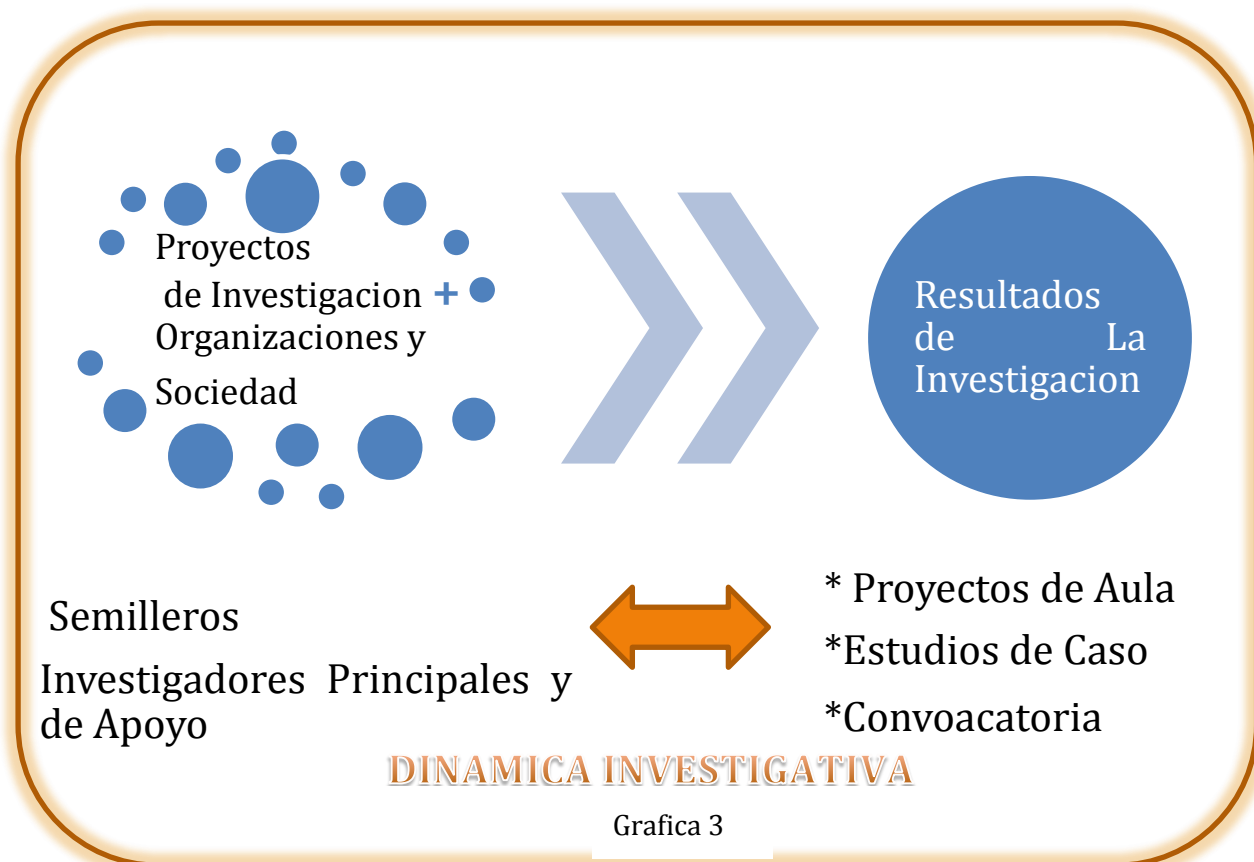 Proyectos
de Investigacion +
Organizaciones y
Sociedad
Resultados
de La
Investigacion
Semilleros
Investigadores Principales y
de Apoyo
* Proyectos de Aula
*Estudios de Caso
*Convoacatoria
DINAMICA INVESTIGATIVA
Grafica 3